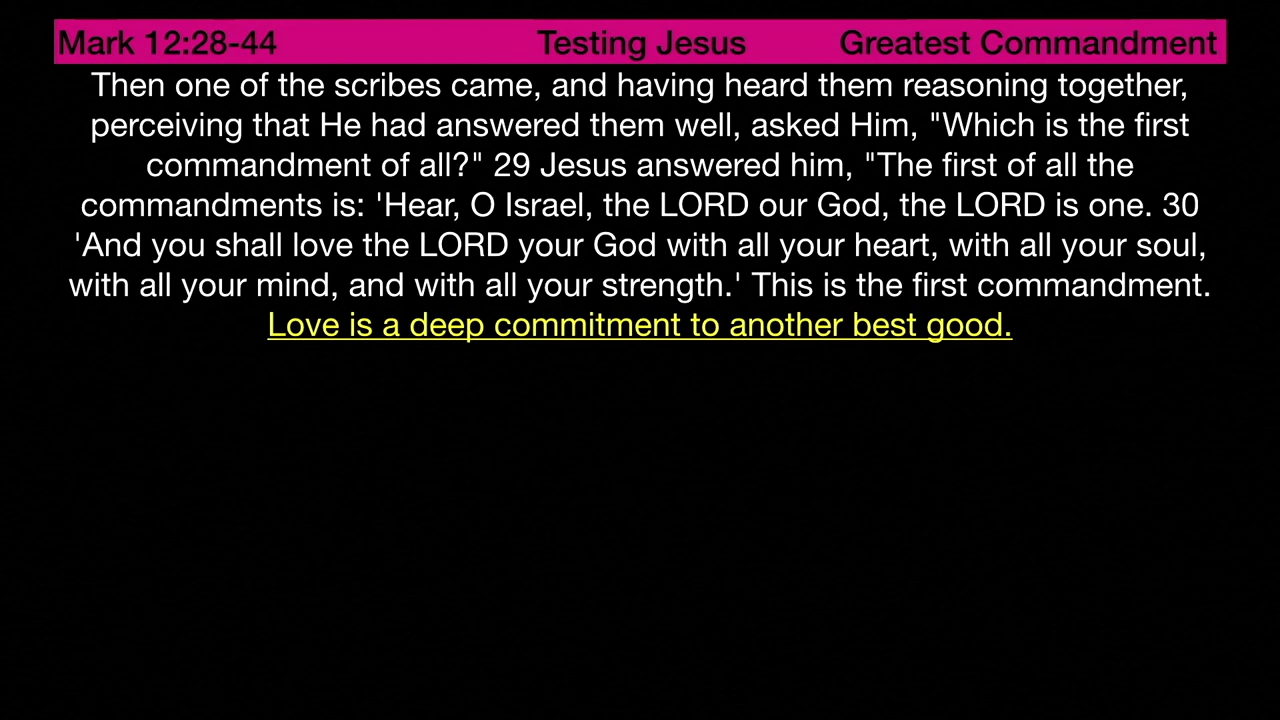 Mark 12:28-44 Testing Jesus Greatest Commandment
Then one of the scribes came, and having heard them reasoning together,
perceiving that He had answered them well, asked Him, "Which is the first
commandment of all?" 29 Jesus answered him, "The first of all the
commandments is: 'Hear, O Israel, the LORD our God, the LORD is one. 30
'And you shall love the LORD your God with all your heart, with all your soul,
with all your mind, and with all your strength.' This is the first commandment.
Love is a deep commitment to another best good.